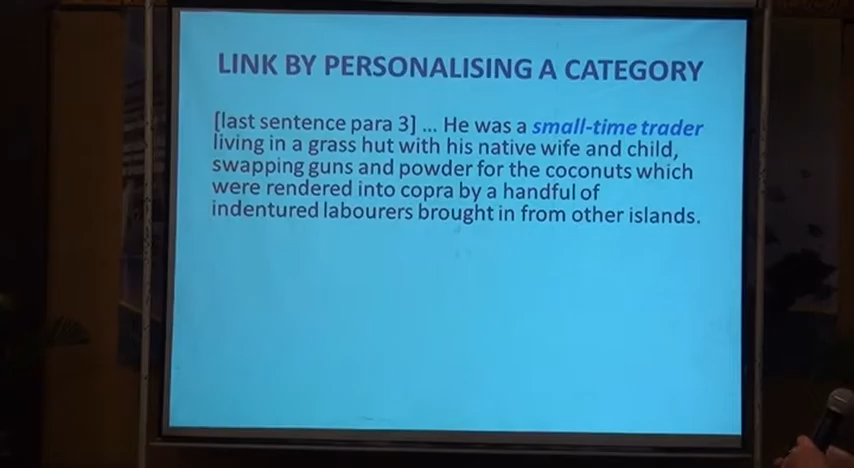 LINK BY PERSONALISING A CATEGORY
[last sentence para 3] ... He was a small-time trader
living in a grass hut with his native wife and child,
swapping guns and powder for the coconuts which
were rendered into copra by a handful of
indentured labourers brought in from other islands.